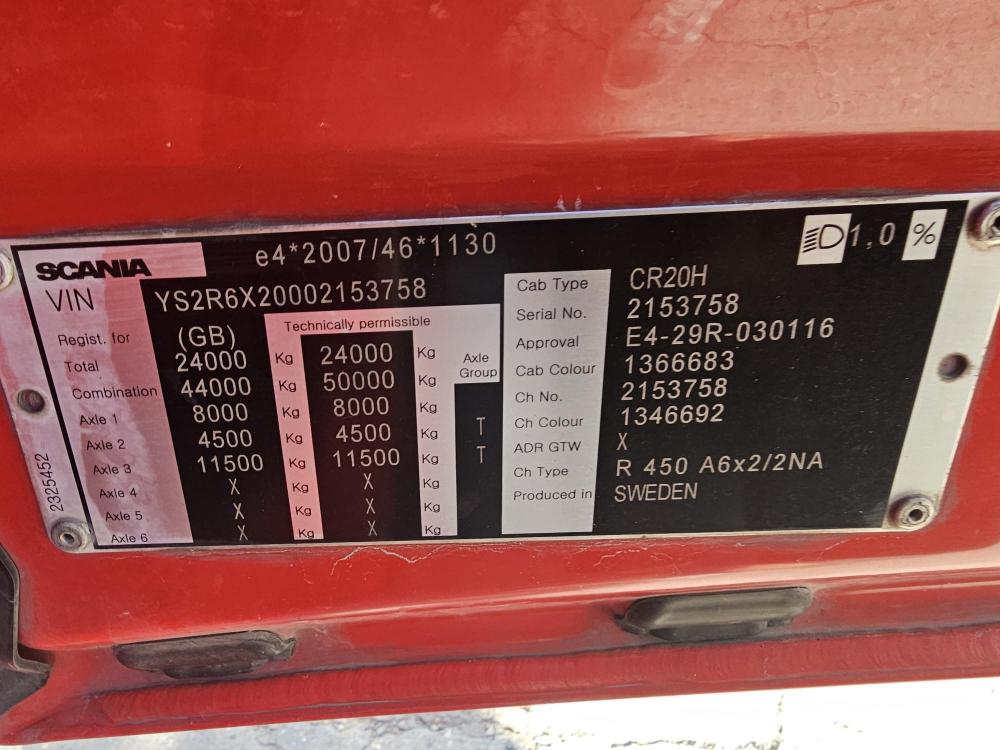 SCANIA e4*2007/46*1130 1,0 %
VIN YS2R6X20002153758
Regist. for (GB) Technically permissible
Total 24000 Kg 24000 Kg Axle Group
Combination 44000 Kg 50000 Kg
Axle 1 8000 Kg 8000 Kg
Axle 2 4500 Kg 4500 Kg T
Axle 3 11500 Kg 11500 Kg T
Axle 4 X Kg X Kg
Axle 5 X Kg X Kg
Axle 6 X Kg X Kg
2325452
Cab Type CR20H
Serial No. 2153758
Approval E4-29R-030116
Cab Colour 1366683
Ch No. 2153758
Ch Colour 1346692
ADR GTW X
Ch Type R 450 A6x2/2NA
Produced in SWEDEN